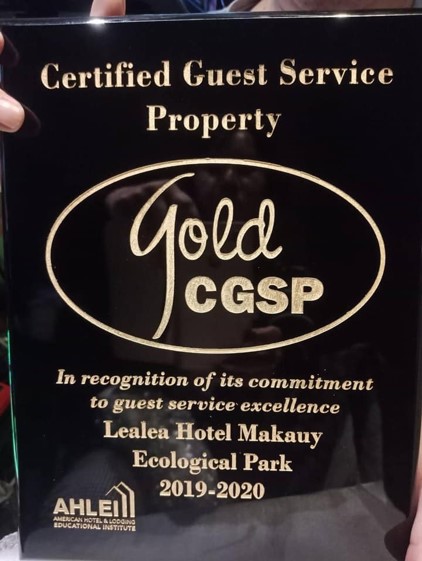 Certified Guest Service
Property
Gold
CGSP
In recognition of its commitment
to guest service excellence
Lealea Hotel Makauy
Ecological Park
2019-2020
AHLEI
AMERICAN HOTEL & LODGING
EDUCATIONAL INSTITUTE